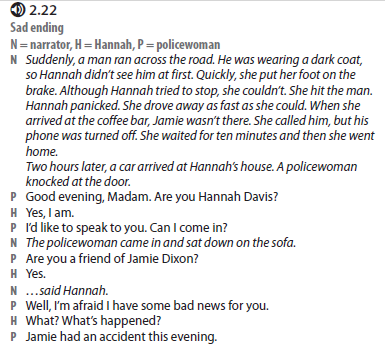 2.22
Sad ending
N = narrator, H = Hannah, P = policewoman
N Suddenly, a man ran across the road. He was wearing a dark coat,
so Hannah didn't see him at first. Quickly, she put her foot on the
brake. Although Hannah tried to stop, she couldn't. She hit the man.
Hannah panicked. She drove away as fast as she could. When she
arrived at the coffee bar, Jamie wasn't there. She called him, but his
phone was turned off. She waited for ten minutes and then she went
home.
Two hours later, a car arrived at Hannah's house. A policewoman
knocked at the door.
P Good evening, Madam. Are you Hannah Davis?
H Yes, I am.
P I'd like to speak to you. Can I come in?
N The policewoman came in and sat down on the sofa.
P Are you a friend of Jamie Dixon?
H Yes.
N …said Hannah.
P Well, I'm afraid I have some bad news for you.
H What? What's happened?
P Jamie had an accident this evening.